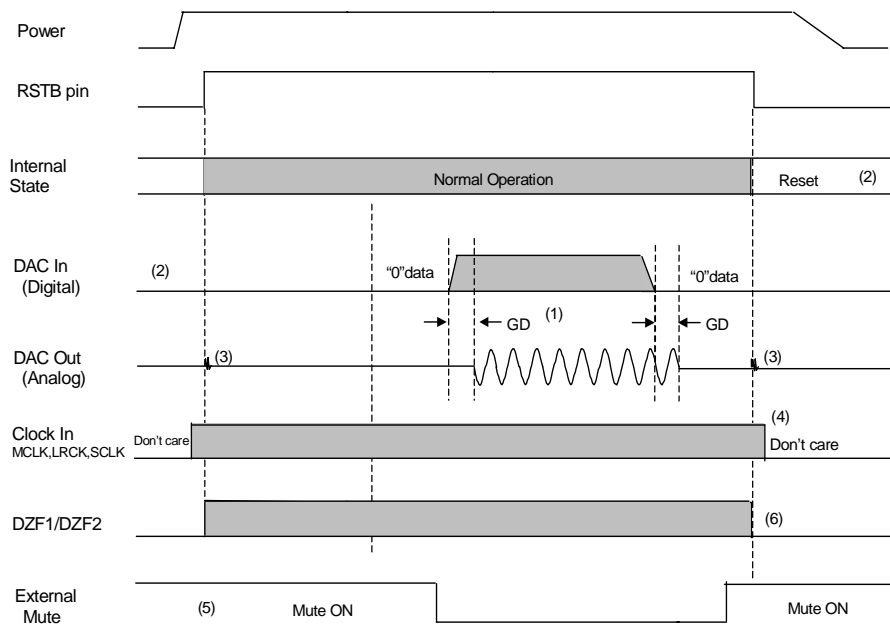 Power
RSTB pin
Internal
State
Normal Operation
Reset
(2)
DAC In
(Digital)
(2)
“0”data
“0”data
GD
(1)
GD
DAC Out
(Analog)
(3)
(3)
Clock In
MCLK,LRCK,SCLK
Don’t care
(4)
Don’t care
DZF1/DZF2
(6)
External
Mute
(5)
Mute ON
Mute ON